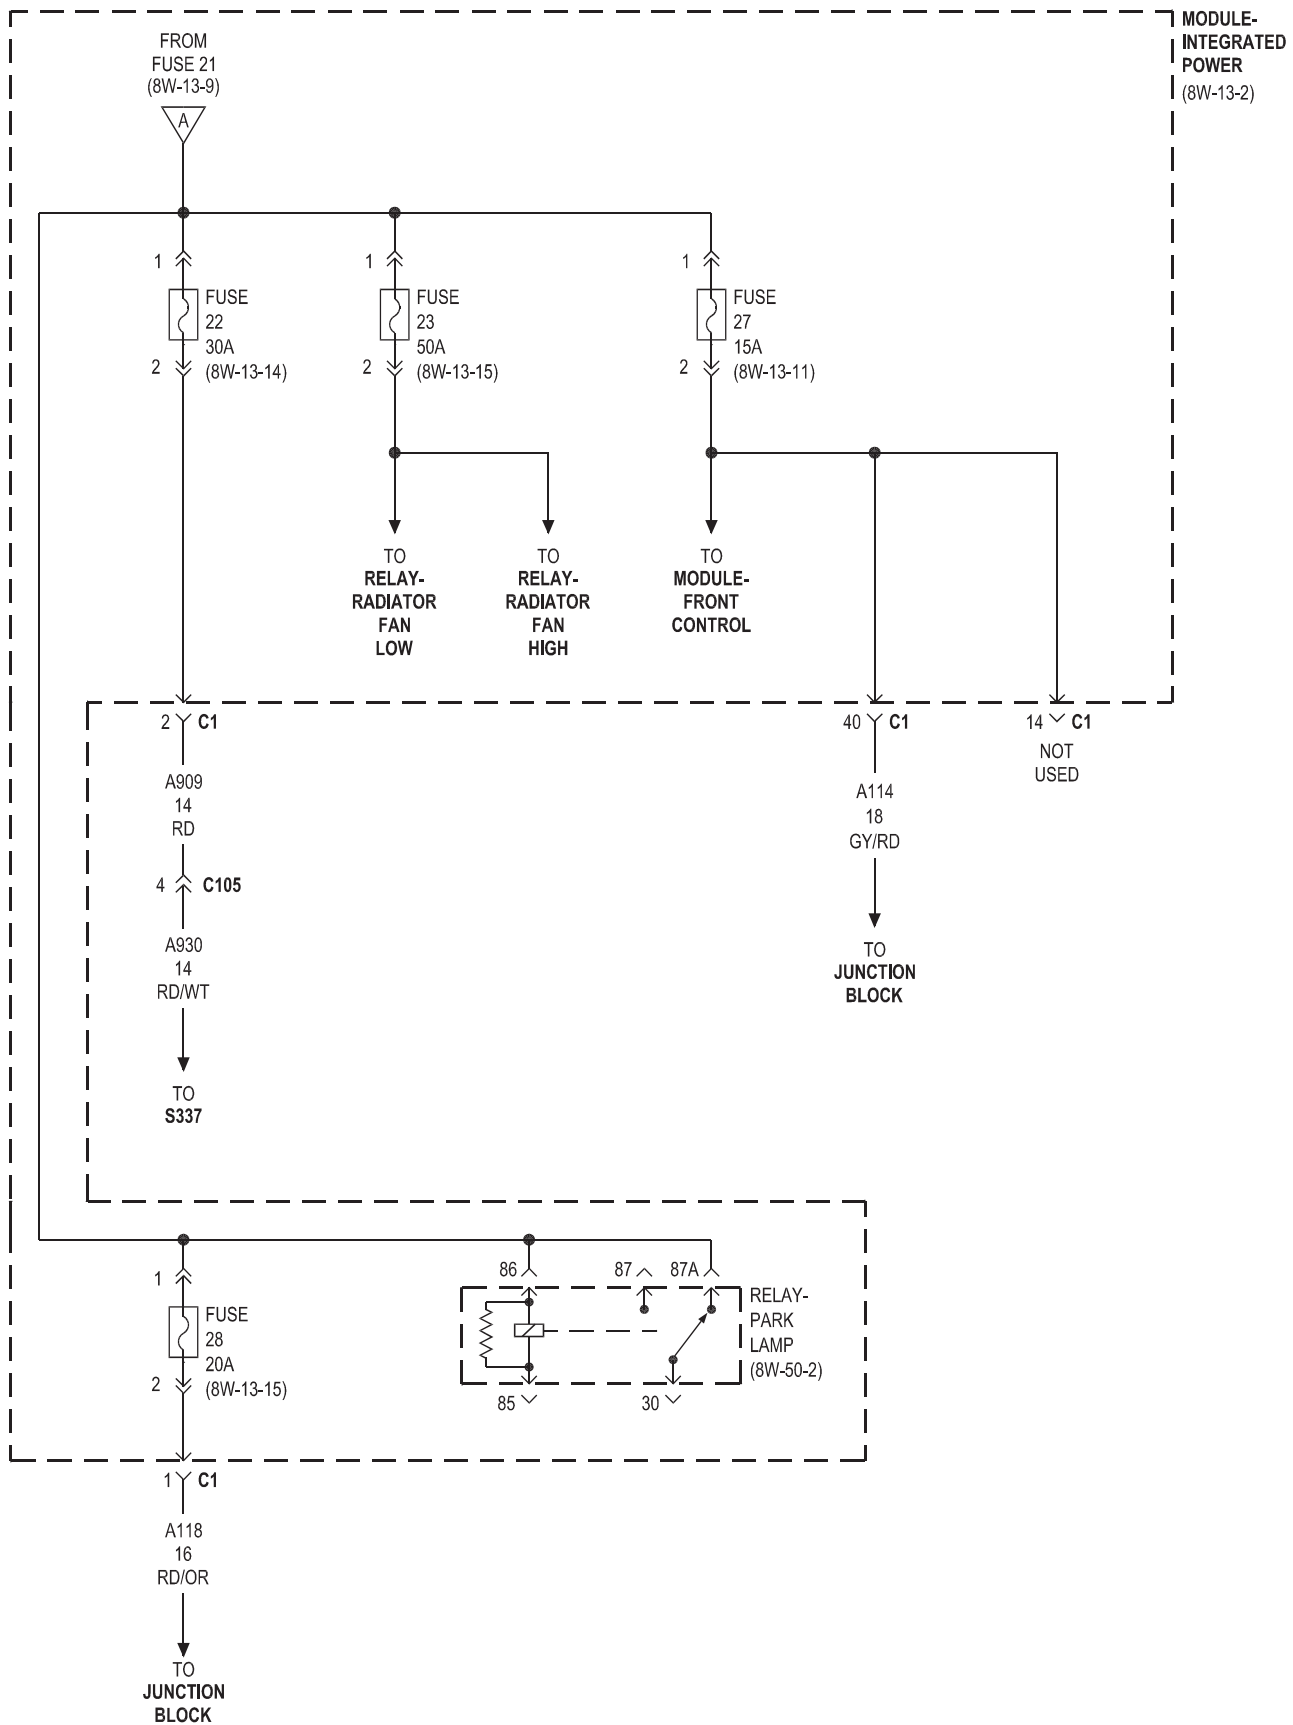 MODULE-
INTEGRATED
POWER
(8W-13-2)
FROM
FUSE 21
(8W-13-9)
A
1
FUSE
22
30A
2
(8W-13-14)
1
FUSE
23
50A
2
(8W-13-15)
1
FUSE
27
15A
2
(8W-13-11)
TO
RELAY-
RADIATOR
FAN
LOW
TO
RELAY-
RADIATOR
FAN
HIGH
TO
MODULE-
FRONT
CONTROL
2 C1
A909
14
RD
4 C105
A930
14
RD/WT
TO
S337
40 C1
A114
18
GY/RD
TO
JUNCTION
BLOCK
14 C1
NOT
USED
1
FUSE
28
20A
2
(8W-13-15)
86
87
87A
RELAY-
PARK
LAMP
(8W-50-2)
85
30
1 C1
A118
16
RD/OR
TO
JUNCTION
BLOCK